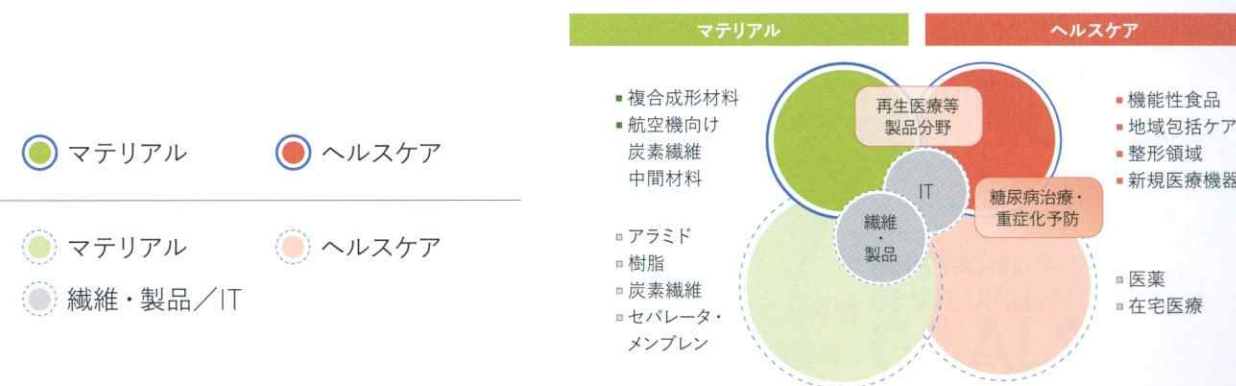 マテリアル
ヘルスケア
マテリアル
ヘルスケア
繊維・製品／IT
マテリアル
ヘルスケア
複合成形材料
航空機向け
炭素繊維
中間材料
アラミド
樹脂
炭素繊維
セパレータ・
メンブレン
再生医療等
製品分野
IT
繊維
・
製品
糖尿病治療・
重症化予防
機能性食品
地域包括ケア
整形領域
新規医療機器
医薬
在宅医療